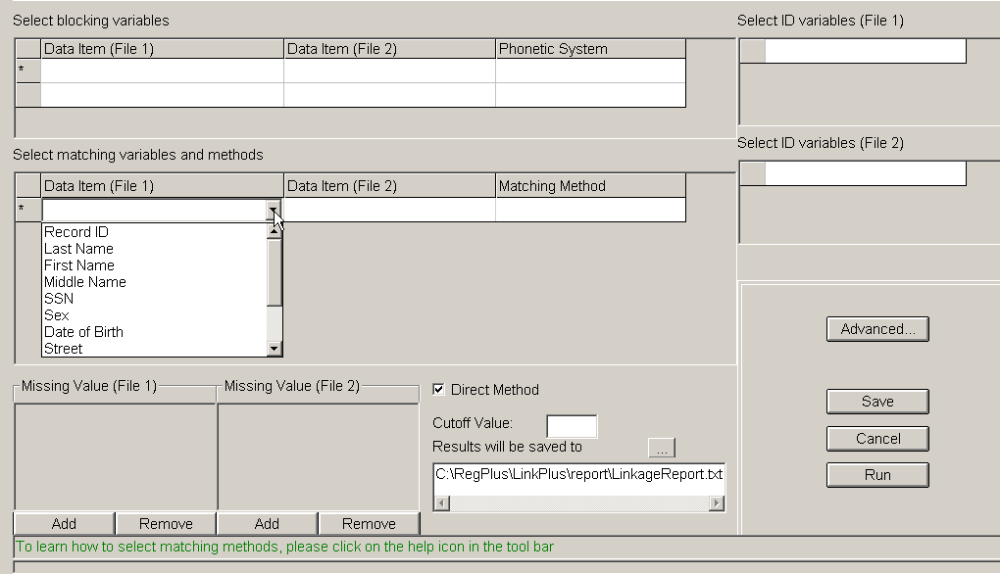 Select blocking variables
Data Item (File 1) Data Item (File 2) Phonetic System
*
Select matching variables and methods
Data Item (File 1) Data Item (File 2) Matching Method
*
Record ID
Last Name
First Name
Middle Name
SSN
Sex
Date of Birth
Street
Missing Value (File 1) Missing Value (File 2)
Add Remove Add Remove
Direct Method
Cutoff Value:
Results will be saved to ...
C:\RegPlus\LinkPlus\report\LinkageReport.txt
Select ID variables (File 1)
Select ID variables (File 2)
Advanced...
Save
Cancel
Run
To learn how to select matching methods, please click on the help icon in the tool bar